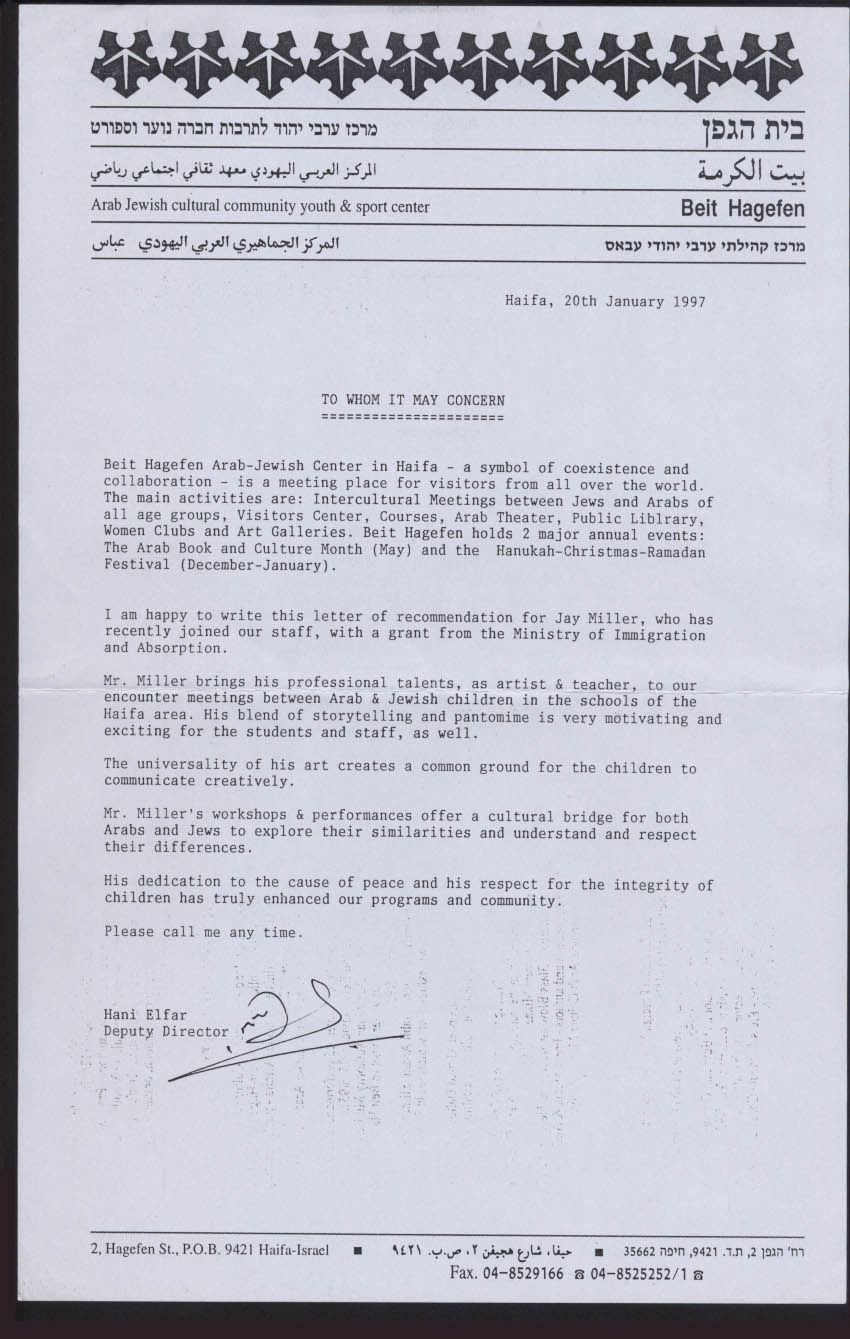 מרכז ערבי יהודי לתרבות חברה נוער וספורט בית הגפן
المركز العربي اليهودي معهد ثقافي اجتماعي رياضي بيت الكرمة
Arab Jewish cultural community youth & sport center Beit Hagefen
المركز الجماهيري العربي اليهودي عباس מרכז קהילתי ערבי יהודי עבאס
Haifa, 20th January 1997
TO WHOM IT MAY CONCERN
======================
Beit Hagefen Arab-Jewish Center in Haifa - a symbol of coexistence and
collaboration - is a meeting place for visitors from all over the world.
The main activities are: Intercultural Meetings between Jews and Arabs of
all age groups, Visitors Center, Courses, Arab Theater, Public Liblrary,
Women Clubs and Art Galleries. Beit Hagefen holds 2 major annual events:
The Arab Book and Culture Month (May) and the Hanukah-Christmas-Ramadan
Festival (December-January).
I am happy to write this letter of recommendation for Jay Miller, who has
recently joined our staff, with a grant from the Ministry of Immigration
and Absorption.
Mr. Miller brings his professional talents, as artist & teacher, to our
encounter meetings between Arab & Jewish children in the schools of the
Haifa area. His blend of storytelling and pantomime is very motivating and
exciting for the students and staff, as well.
The universality of his art creates a common ground for the children to
communicate creatively.
Mr. Miller's workshops & performances offer a cultural bridge for both
Arabs and Jews to explore their similarities and understand and respect
their differences.
His dedication to the cause of peace and his respect for the integrity of
children has truly enhanced our programs and community.
Please call me any time.
Hani Elfar
Deputy Director
2, Hagefen St., P.O.B. 9421 Haifa-Israel ■ حيفا، شارع هجيفن ٢، ص.ب. ٩٤٢١ ■ רח' הגפן 2, ת.ד. 9421, חיפה 35662
Fax. 04-8529166 ☎ 04-8525252/1 ☎